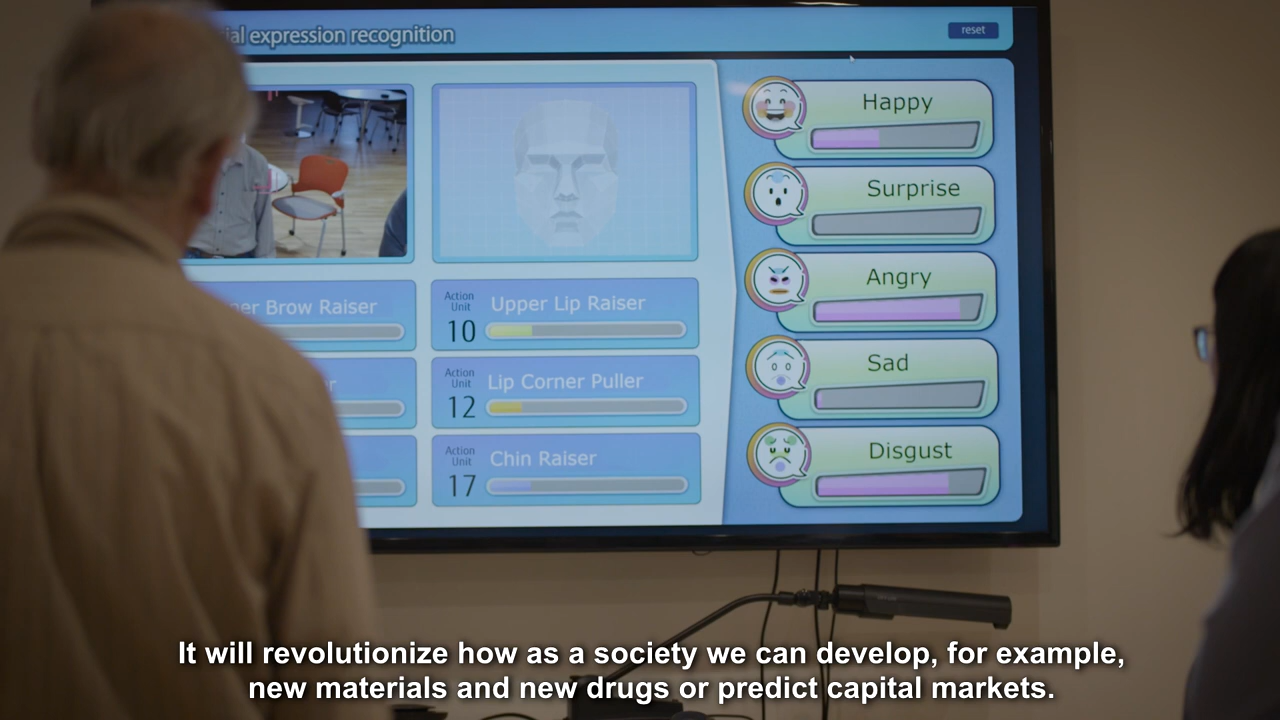 expression recognition
reset
Happy
Surprise
Angry
Sad
Disgust
Brow Raiser
Action
Unit
10
Upper Lip Raiser
Action
Unit
12
Lip Corner Puller
Action
Unit
17
Chin Raiser
It will revolutionize how as a society we can develop, for example,
new materials and new drugs or predict capital markets.